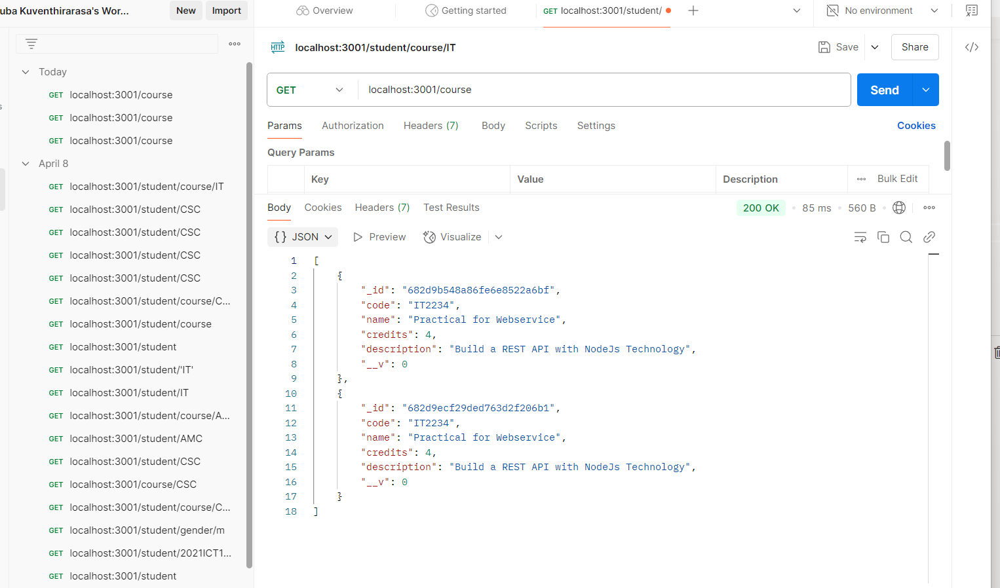 uba Kuventhirarasa's Wor...
New
Import
Overview
Getting started
GET localhost:3001/student/
No environment
HTTP localhost:3001/student/course/IT
Save
Share
GET
localhost:3001/course
Send
Params
Authorization
Headers (7)
Body
Scripts
Settings
Cookies
Query Params
Key
Value
Description
Bulk Edit
Body
Cookies
Headers (7)
Test Results
200 OK
85 ms
560 B
{} JSON
Preview
Visualize
1 [
2 {
3 "_id": "682d9b548a86fe6e8522a6bf",
4 "code": "IT2234",
5 "name": "Practical for Webservice",
6 "credits": 4,
7 "description": "Build a REST API with NodeJs Technology",
8 "__v": 0
9 },
10 {
11 "_id": "682d9ecf29ded763d2f206b1",
12 "code": "IT2234",
13 "name": "Practical for Webservice",
14 "credits": 4,
15 "description": "Build a REST API with NodeJs Technology",
16 "__v": 0
17 }
18 ]
Today
GET localhost:3001/course
GET localhost:3001/course
GET localhost:3001/course
April 8
GET localhost:3001/student/course/IT
GET localhost:3001/student/CSC
GET localhost:3001/student/CSC
GET localhost:3001/student/CSC
GET localhost:3001/student/CSC
GET localhost:3001/student/course/C...
GET localhost:3001/student/course
GET localhost:3001/student
GET localhost:3001/student/'IT'
GET localhost:3001/student/IT
GET localhost:3001/student/course/A...
GET localhost:3001/student/AMC
GET localhost:3001/student/CSC
GET localhost:3001/course/CSC
GET localhost:3001/student/course/C...
GET localhost:3001/student/gender/m
GET localhost:3001/student/2021ICT1...
GET localhost:3001/student